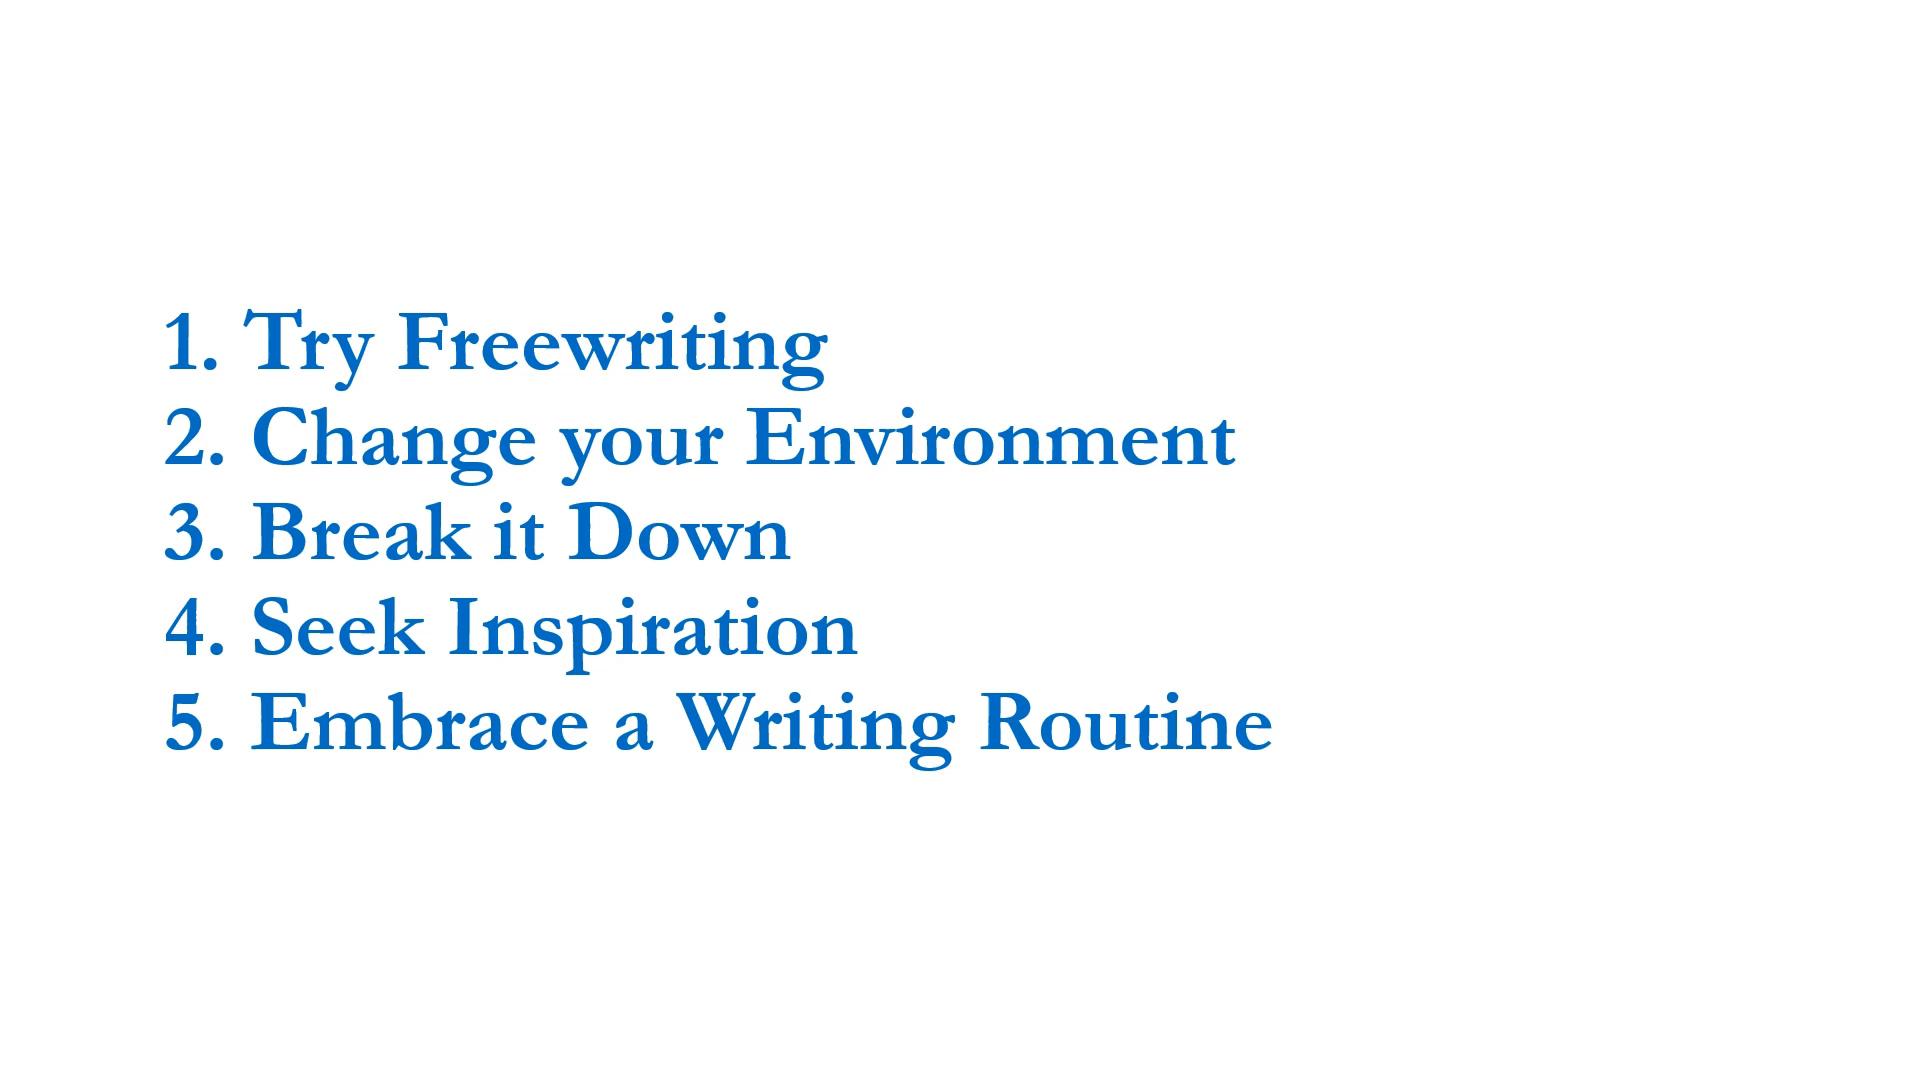 1. Try Freewriting
2. Change your Environment
3. Break it Down
4. Seek Inspiration
5. Embrace a Writing Routine